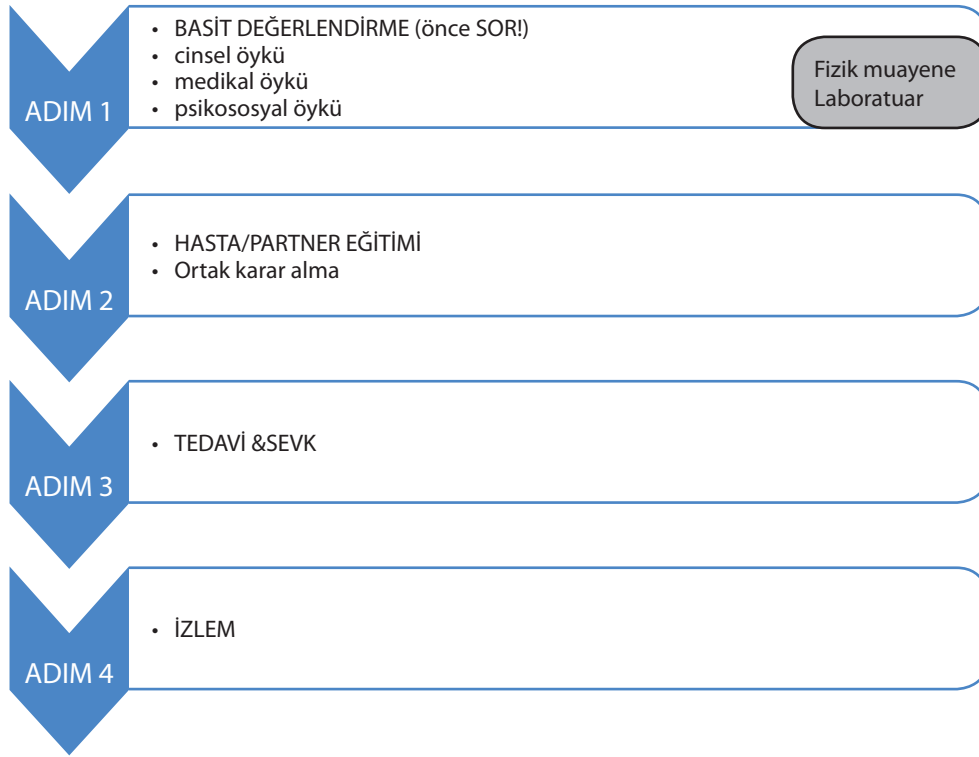 ADIM 1
• BASİT DEĞERLENDİRME (önce SOR!)
• cinsel öykü
• medikal öykü
• psikososyal öykü
Fizik muayene
Laboratuar
ADIM 2
• HASTA/PARTNER EĞİTİMİ
• Ortak karar alma
ADIM 3
• TEDAVİ &SEVK
ADIM 4
• İZLEM